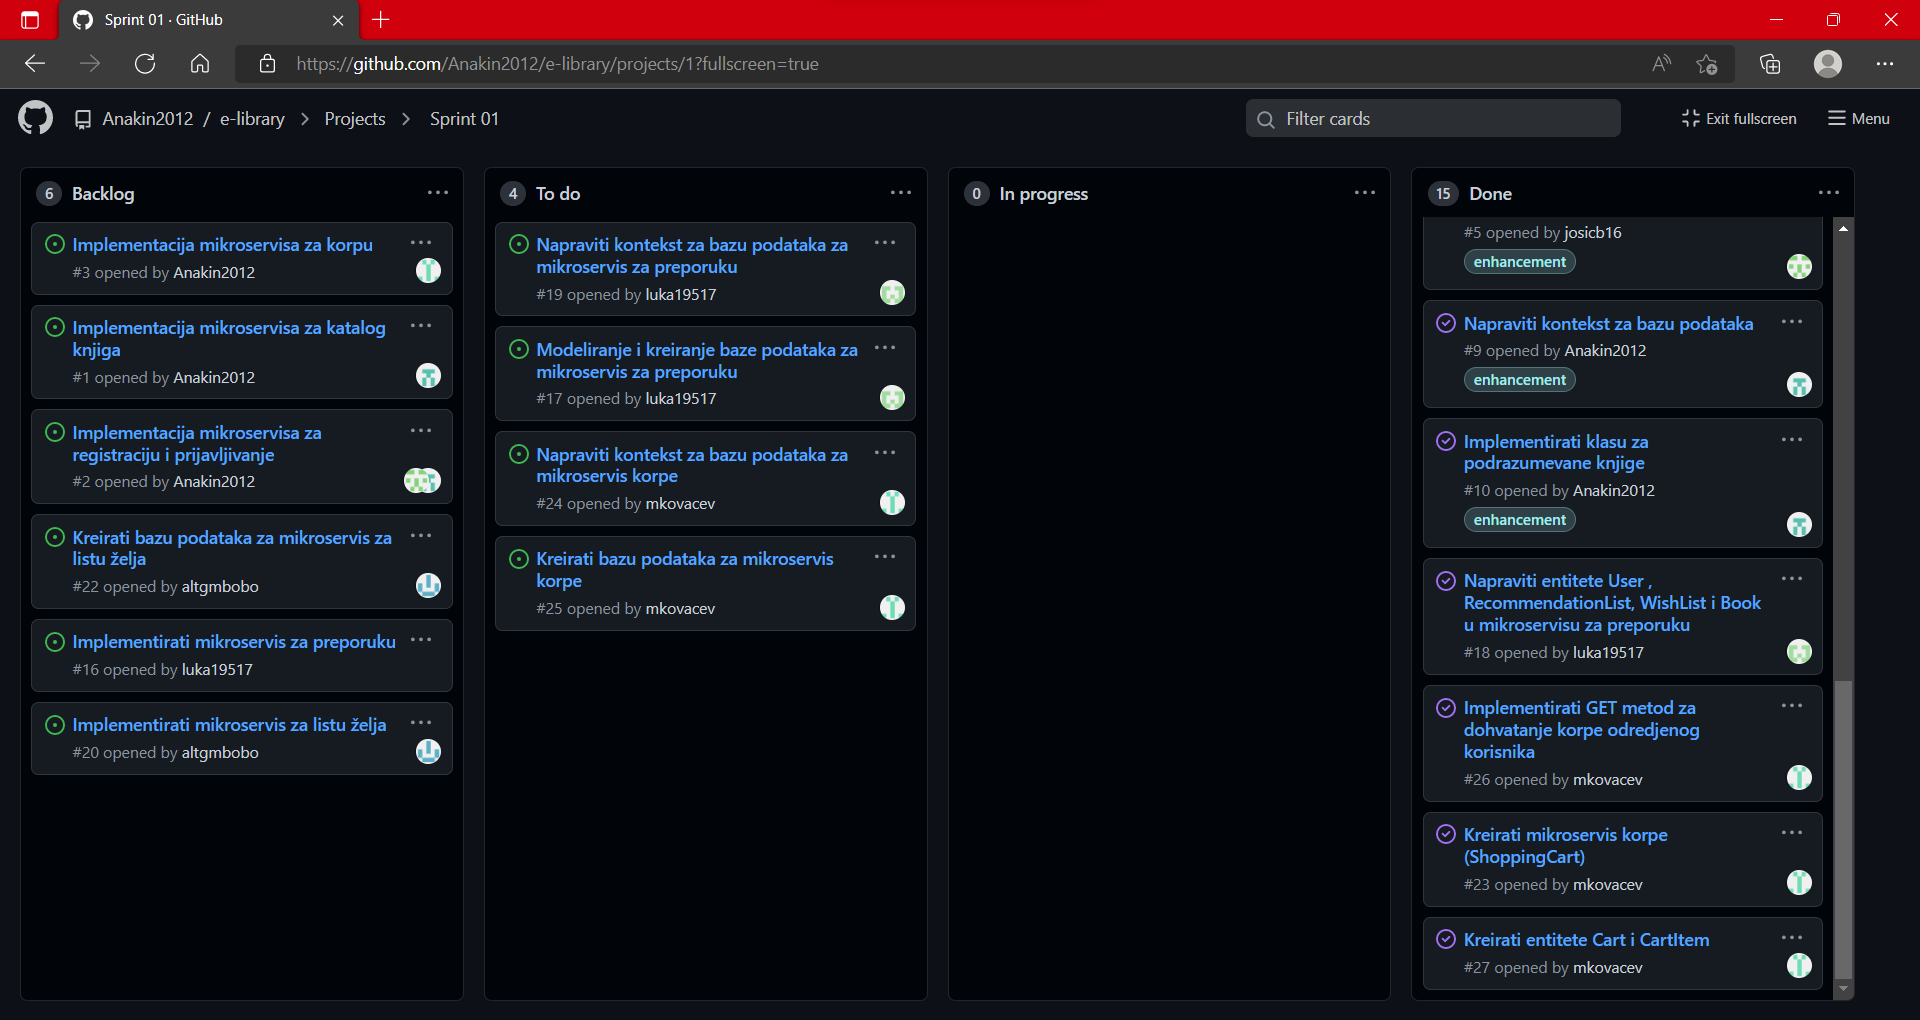 Sprint 01 · GitHub
https://github.com/Anakin2012/e-library/projects/1?fullscreen=true
Anakin2012 / e-library > Projects > Sprint 01
Filter cards
Exit fullscreen
Menu
6 Backlog
Implementacija mikroservisa za korpu
#3 opened by Anakin2012
Implementacija mikroservisa za katalog
knjiga
#1 opened by Anakin2012
Implementacija mikroservisa za
registraciju i prijavljivanje
#2 opened by Anakin2012
Kreirati bazu podataka za mikroservis za
listu želja
#22 opened by altgmbobo
Implementirati mikroservis za preporuku
#16 opened by luka19517
Implementirati mikroservis za listu želja
#20 opened by altgmbobo
4 To do
Napraviti kontekst za bazu podataka za
mikroservis za preporuku
#19 opened by luka19517
Modeliranje i kreiranje baze podataka za
mikroservis za preporuku
#17 opened by luka19517
Napraviti kontekst za bazu podataka za
mikroservis korpe
#24 opened by mkovacev
Kreirati bazu podataka za mikroservis
korpe
#25 opened by mkovacev
0 In progress
15 Done
#5 opened by josicb16
enhancement
Napraviti kontekst za bazu podataka
#9 opened by Anakin2012
enhancement
Implementirati klasu za
podrazumevane knjige
#10 opened by Anakin2012
enhancement
Napraviti entitete User ,
RecommendationList, WishList i Book
u mikroservisu za preporuku
#18 opened by luka19517
Implementirati GET metod za
dohvatanje korpe odredjenog
korisnika
#26 opened by mkovacev
Kreirati mikroservis korpe
(ShoppingCart)
#23 opened by mkovacev
Kreirati entitete Cart i CartItem
#27 opened by mkovacev